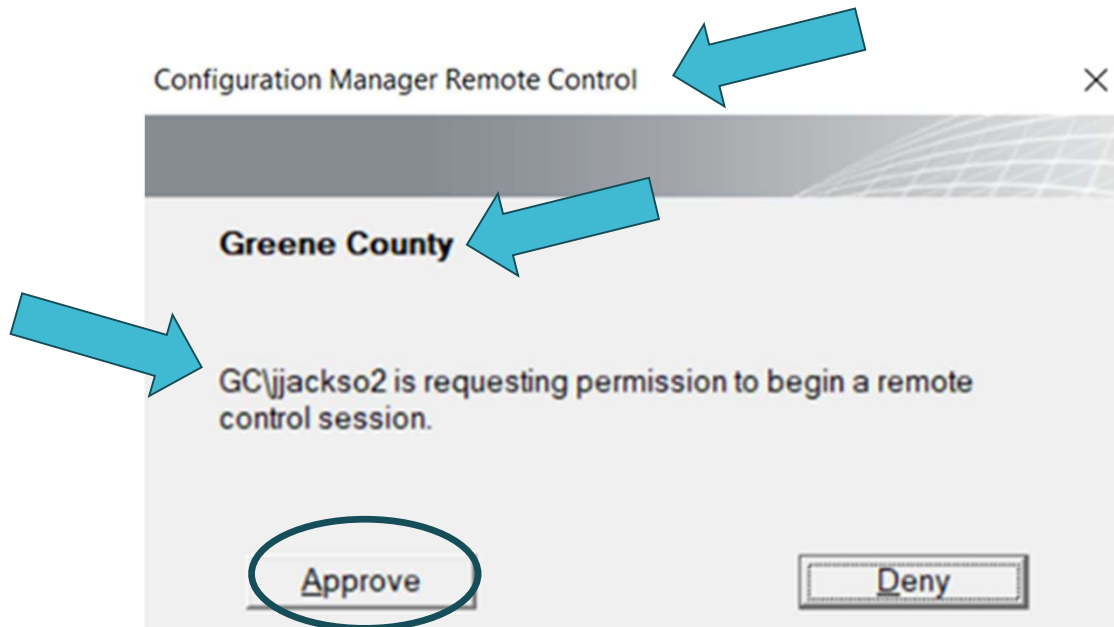 Configuration Manager Remote Control
Greene County
GC\jjackso2 is requesting permission to begin a remote
control session.
Approve
Deny